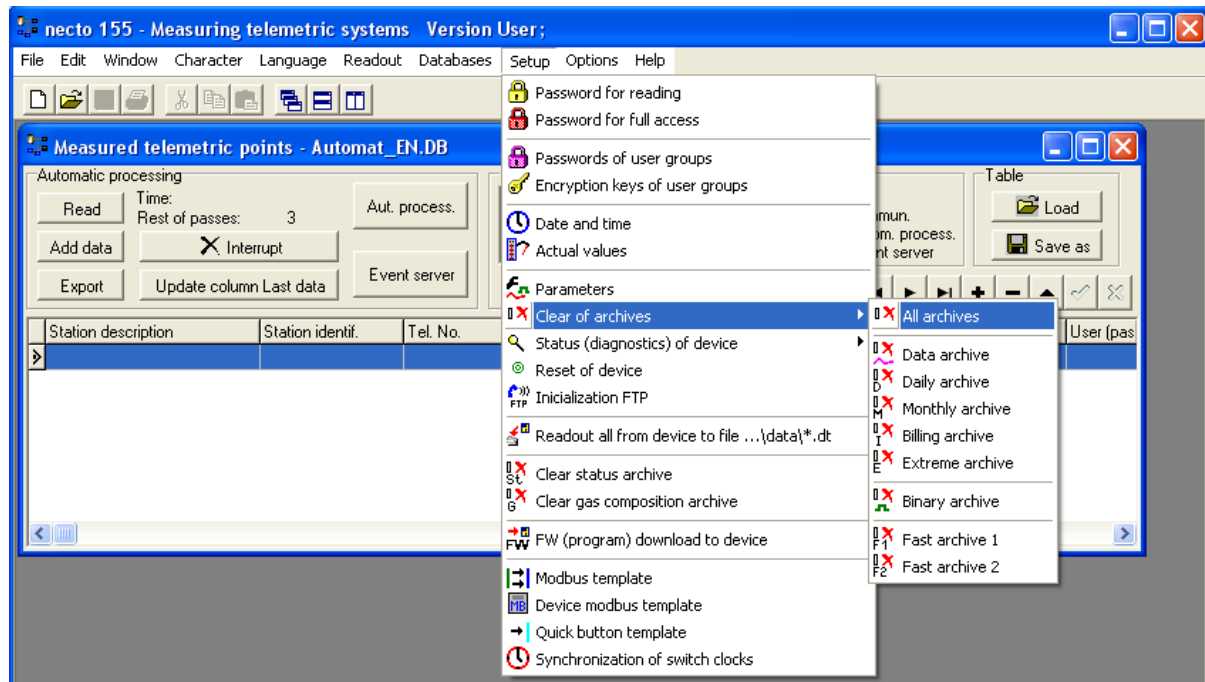 necto 155 - Measuring telemetric systems   Version User;
File Edit Window Character Language Readout Databases Setup Options Help
Measured telemetric points - Automat_EN.DB
Automatic processing
Read
Time:
Rest of passes: 3
Aut. process.
Add data
Interrupt
Export
Update column Last data
Event server
Table
Load
Save as
Station description Station identif. Tel. No. User (pas
Password for reading
Password for full access
Passwords of user groups
Encryption keys of user groups
Date and time
Actual values
Parameters
Clear of archives
Status (diagnostics) of device
Reset of device
FTP Inicialization FTP
Readout all from device to file ...\data\*.dt
St Clear status archive
G Clear gas composition archive
FW FW (program) download to device
Modbus template
MB Device modbus template
Quick button template
Synchronization of switch clocks
All archives
Data archive
D Daily archive
M Monthly archive
I Billing archive
E Extreme archive
Binary archive
F1 Fast archive 1
F2 Fast archive 2